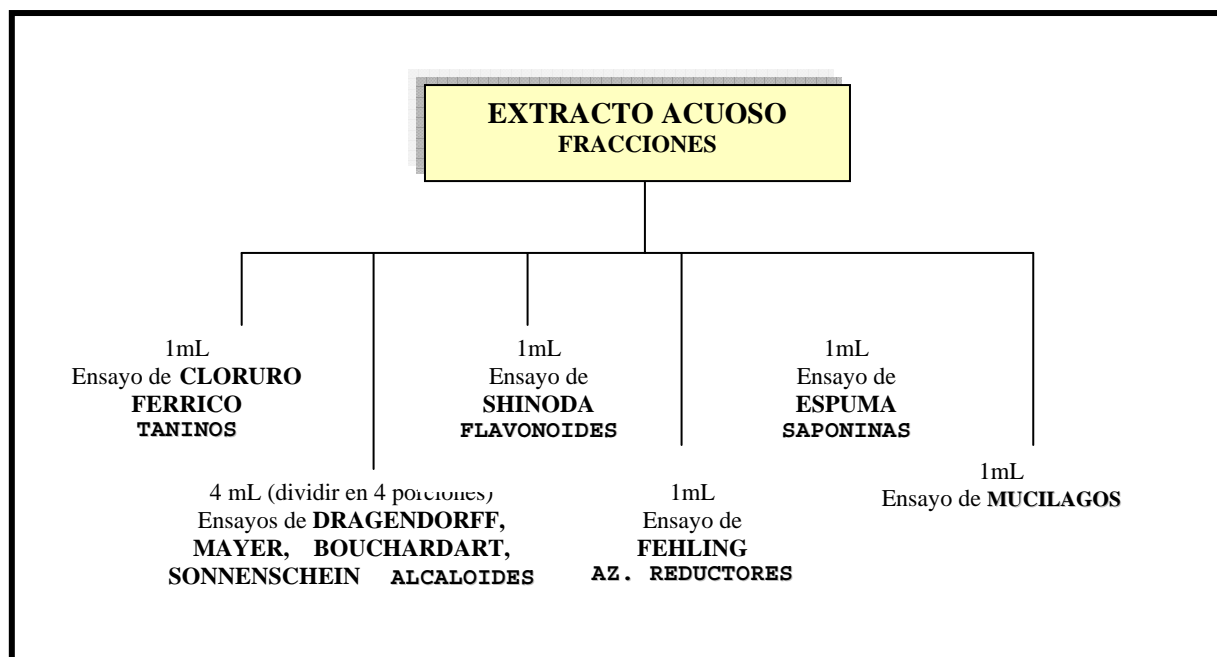 EXTRACTO ACUOSO
FRACCIONES
1mL
Ensayo de CLORURO
FERRICO
TANINOS
1mL
Ensayo de
SHINODA
FLAVONOIDES
1mL
Ensayo de
ESPUMA
SAPONINAS
4 mL (dividir en 4 porciones)
Ensayos de DRAGENDORFF,
MAYER, BOUCHARDART,
SONNENSCHEIN ALCALOIDES
1mL
Ensayo de
FEHLING
AZ. REDUCTORES
1mL
Ensayo de MUCILAGOS